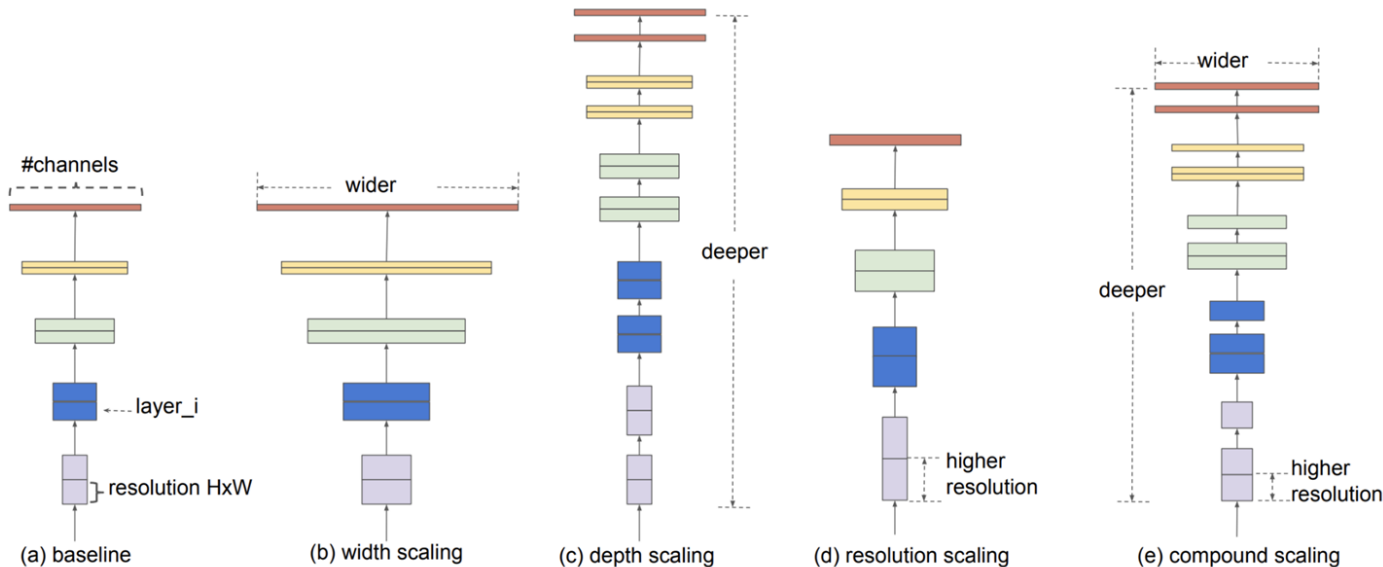 #channels
layer_i
resolution HxW
(a) baseline
wider
(b) width scaling
deeper
(c) depth scaling
higher
resolution
(d) resolution scaling
wider
deeper
higher
resolution
(e) compound scaling